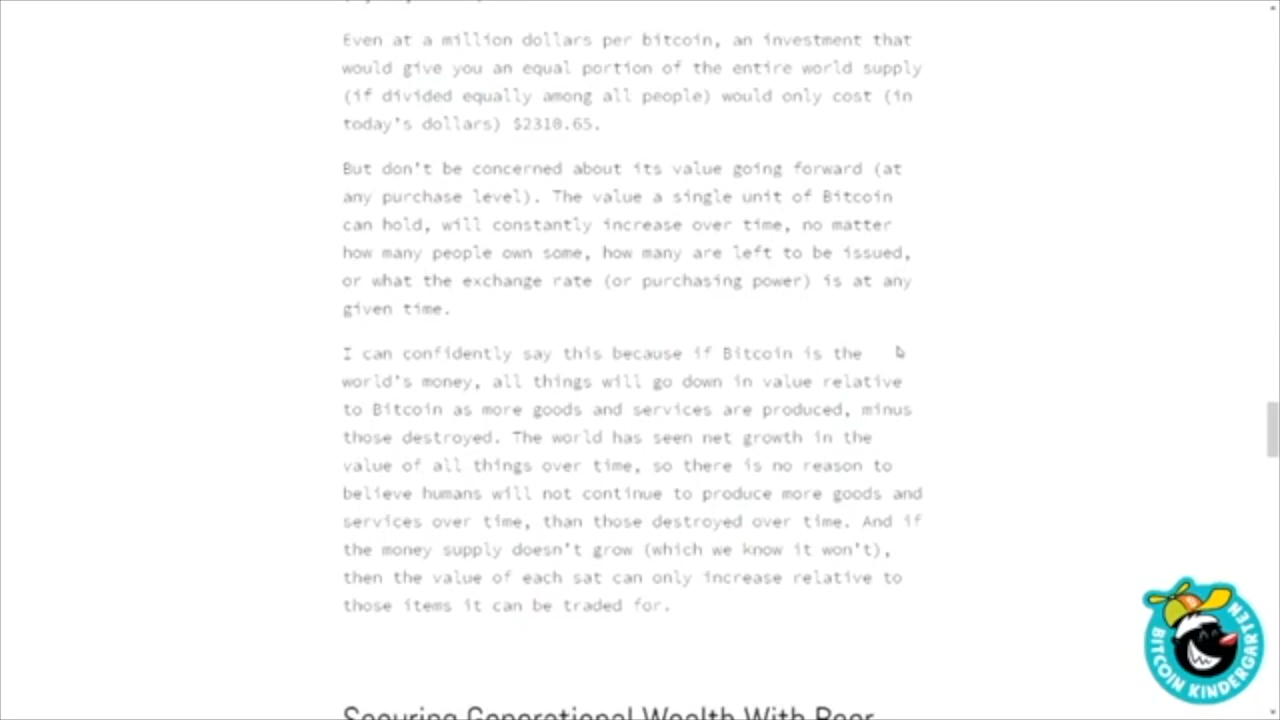 Even at a million dollars per bitcoin, an investment that
would give you an equal portion of the entire world supply
(if divided equally among all people) would only cost (in
today's dollars) $2310.65.
But don't be concerned about its value going forward (at
any purchase level). The value a single unit of Bitcoin
can hold, will constantly increase over time, no matter
how many people own some, how many are left to be issued,
or what the exchange rate (or purchasing power) is at any
given time.
I can confidently say this because if Bitcoin is the
world's money, all things will go down in value relative
to Bitcoin as more goods and services are produced, minus
those destroyed. The world has seen net growth in the
value of all things over time, so there is no reason to
believe humans will not continue to produce more goods and
services over time, than those destroyed over time. And if
the money supply doesn't grow (which we know it won't),
then the value of each sat can only increase relative to
those items it can be traded for.
Securing Generational Wealth With Beer
BITCOIN KINDERGARTEN